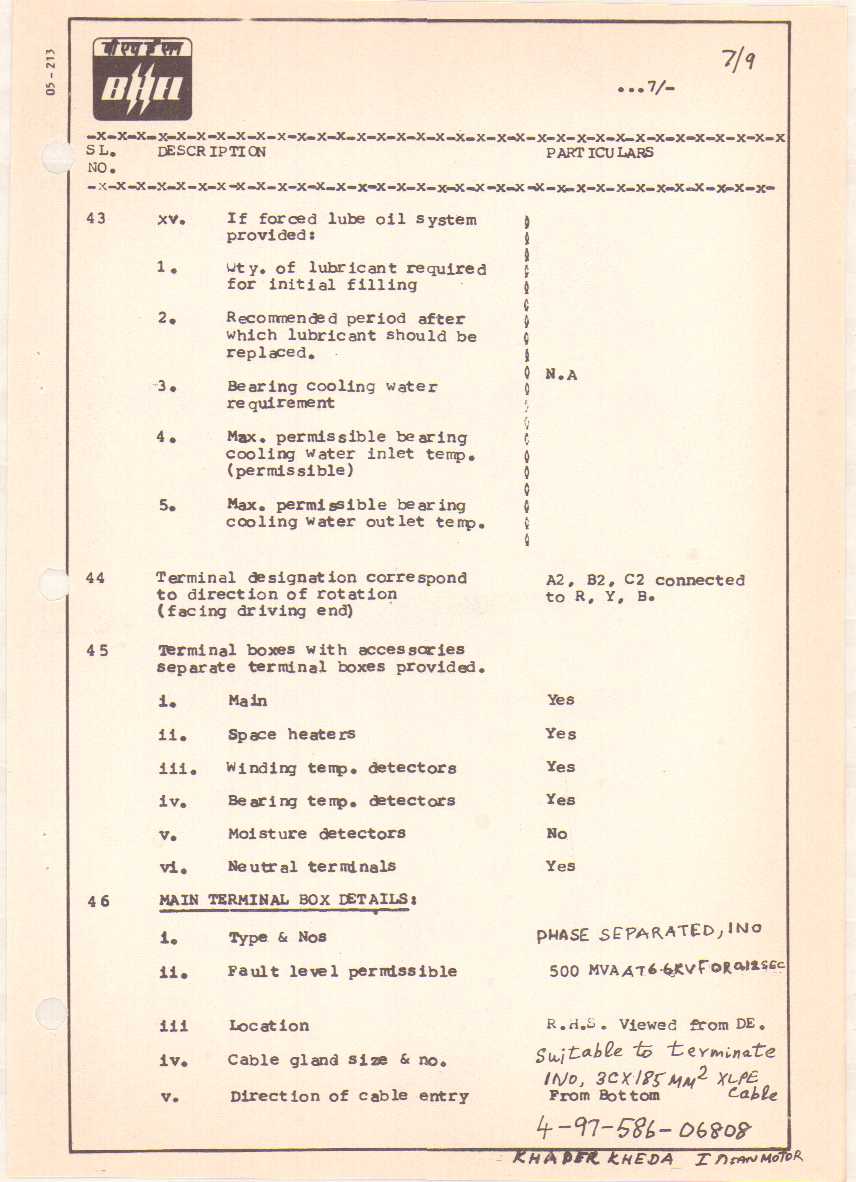 05-213
बी एच ई एल
BHEL
7/9
...7/-
-x-x-x-x-x-x-x-x-x-x-x-x-x-x-x-x-x-x-x-x-x-x-x-x-x-x-x-x-x-x-x-x-x-x-x
SL. DESCRIPTION PARTICULARS
NO.
-x-x-x-x-x-x-x-x-x-x-x-x-x-x-x-x-x-x-x-x-x-x-x-x-x-x-x-x-x-x-x-x-x-x-
43 xv. If forced lube oil system
provided:
1. Qty. of lubricant required
for initial filling
2. Recommended period after
which lubricant should be
replaced.
N.A
3. Bearing cooling water
requirement
4. Max. permissible bearing
cooling water inlet temp.
(permissible)
5. Max. permissible bearing
cooling water outlet temp.
44 Terminal designation correspond A2, B2, C2 connected
to direction of rotation to R, Y, B.
(facing driving end)
45 Terminal boxes with accessories
separate terminal boxes provided.
i. Main Yes
ii. Space heaters Yes
iii. Winding temp. detectors Yes
iv. Bearing temp. detectors Yes
v. Moisture detectors No
vi. Neutral terminals Yes
46 MAIN TERMINAL BOX DETAILS:
i. Type & Nos PHASE SEPARATED, 1NO
ii. Fault level permissible 500 MVA AT 6.6KV FOR 0.12 SEC
iii Location R.H.S. Viewed from DE.
iv. Cable gland size & no. Suitable to terminate
1No, 3CX185 MM² XLPE
v. Direction of cable entry From Bottom Cable
4-97-586-06808
KHAPER KHEDA ID FAN MOTOR